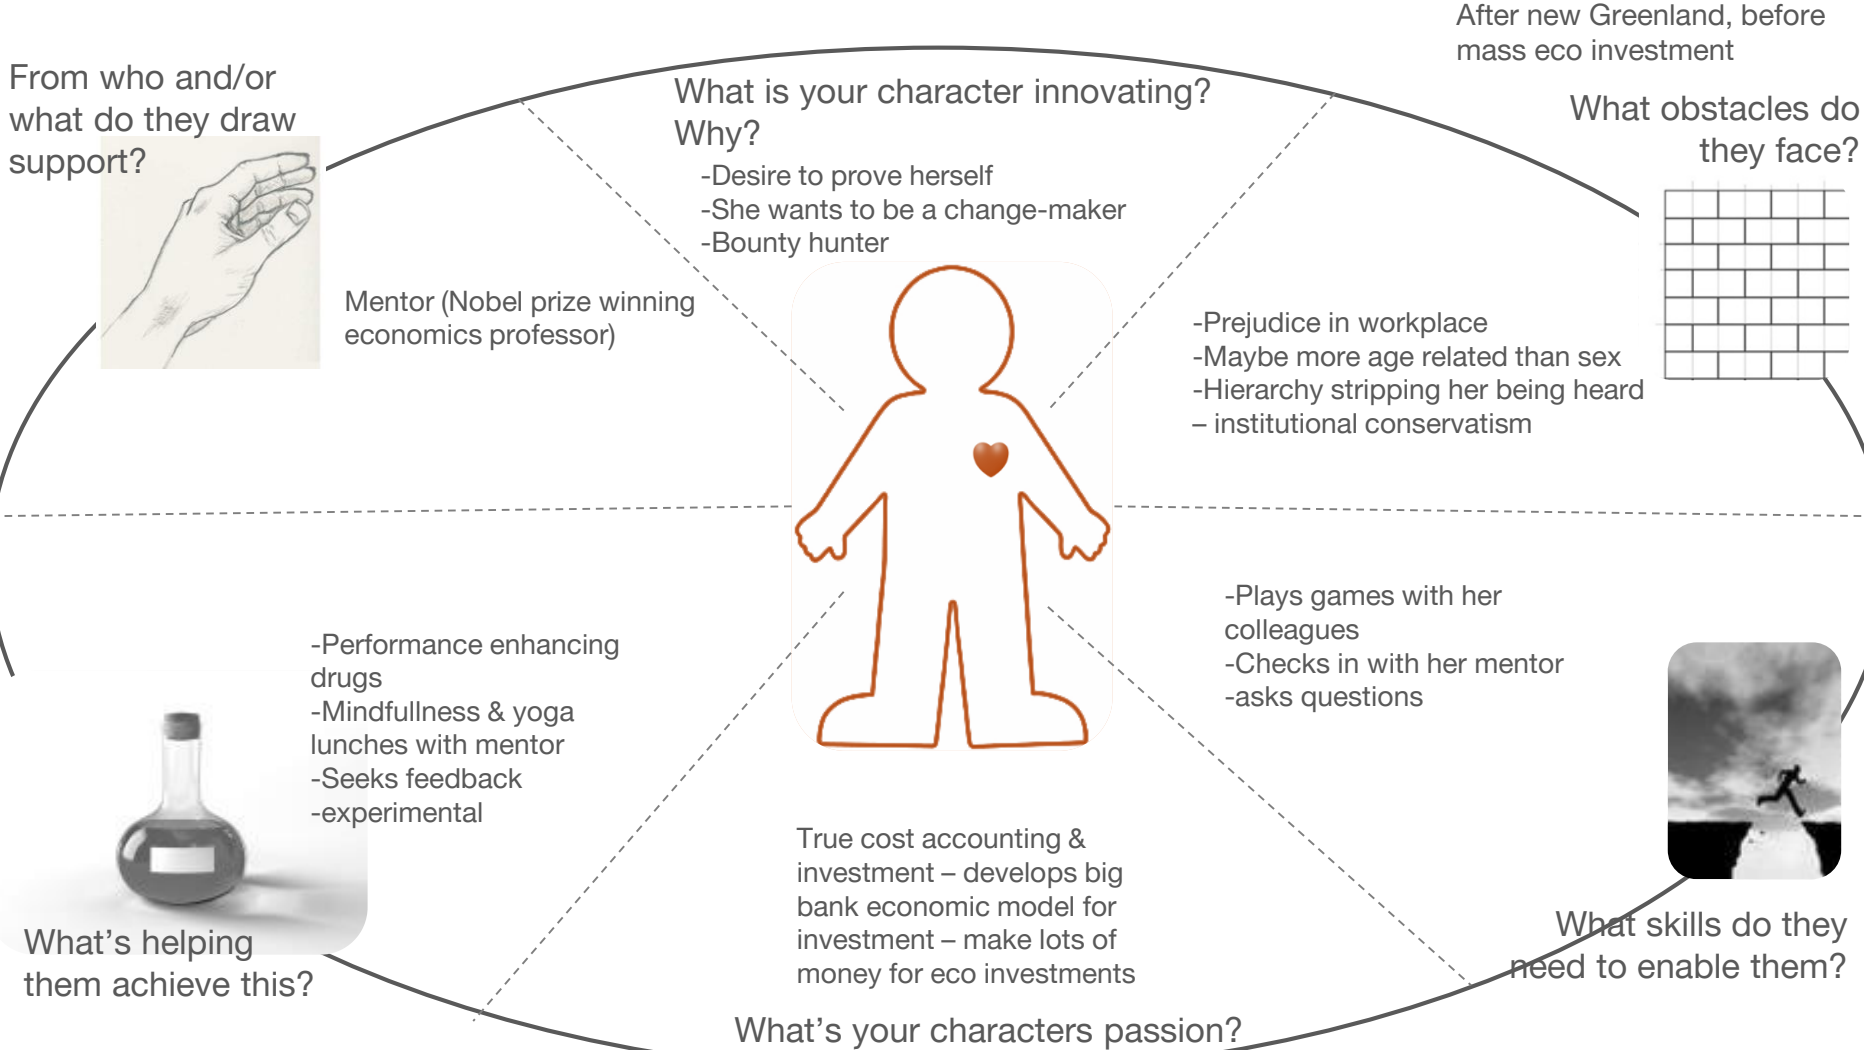 After new Greenland, before
mass eco investment
From who and/or
what do they draw
support?
Mentor (Nobel prize winning
economics professor)
What is your character innovating?
Why?
-Desire to prove herself
-She wants to be a change-maker
-Bounty hunter
What obstacles do
they face?
-Prejudice in workplace
-Maybe more age related than sex
-Hierarchy stripping her being heard
– institutional conservatism
-Performance enhancing
drugs
-Mindfullness & yoga
lunches with mentor
-Seeks feedback
-experimental
What's helping
them achieve this?
True cost accounting &
investment – develops big
bank economic model for
investment – make lots of
money for eco investments
What's your characters passion?
-Plays games with her
colleagues
-Checks in with her mentor
-asks questions
What skills do they
need to enable them?